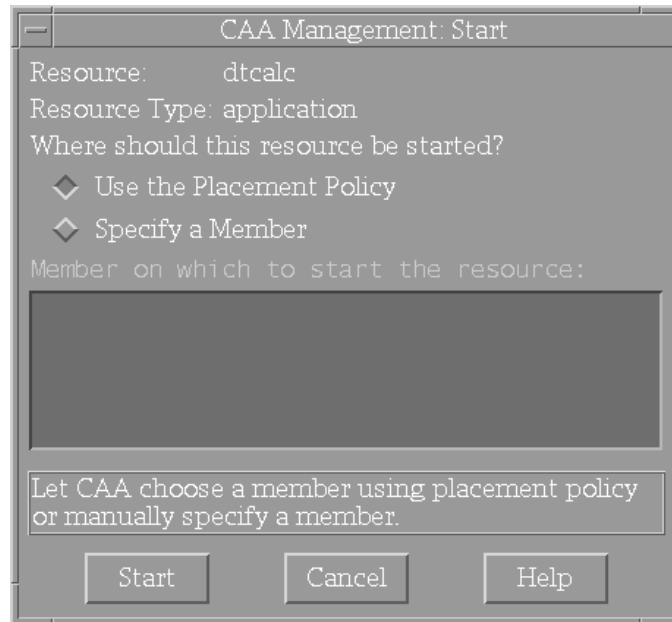 CAA Management: Start
Resource: dtcalc
Resource Type: application
Where should this resource be started?
Use the Placement Policy
Specify a Member
Member on which to start the resource:
Let CAA choose a member using placement policy
or manually specify a member.
Start Cancel Help